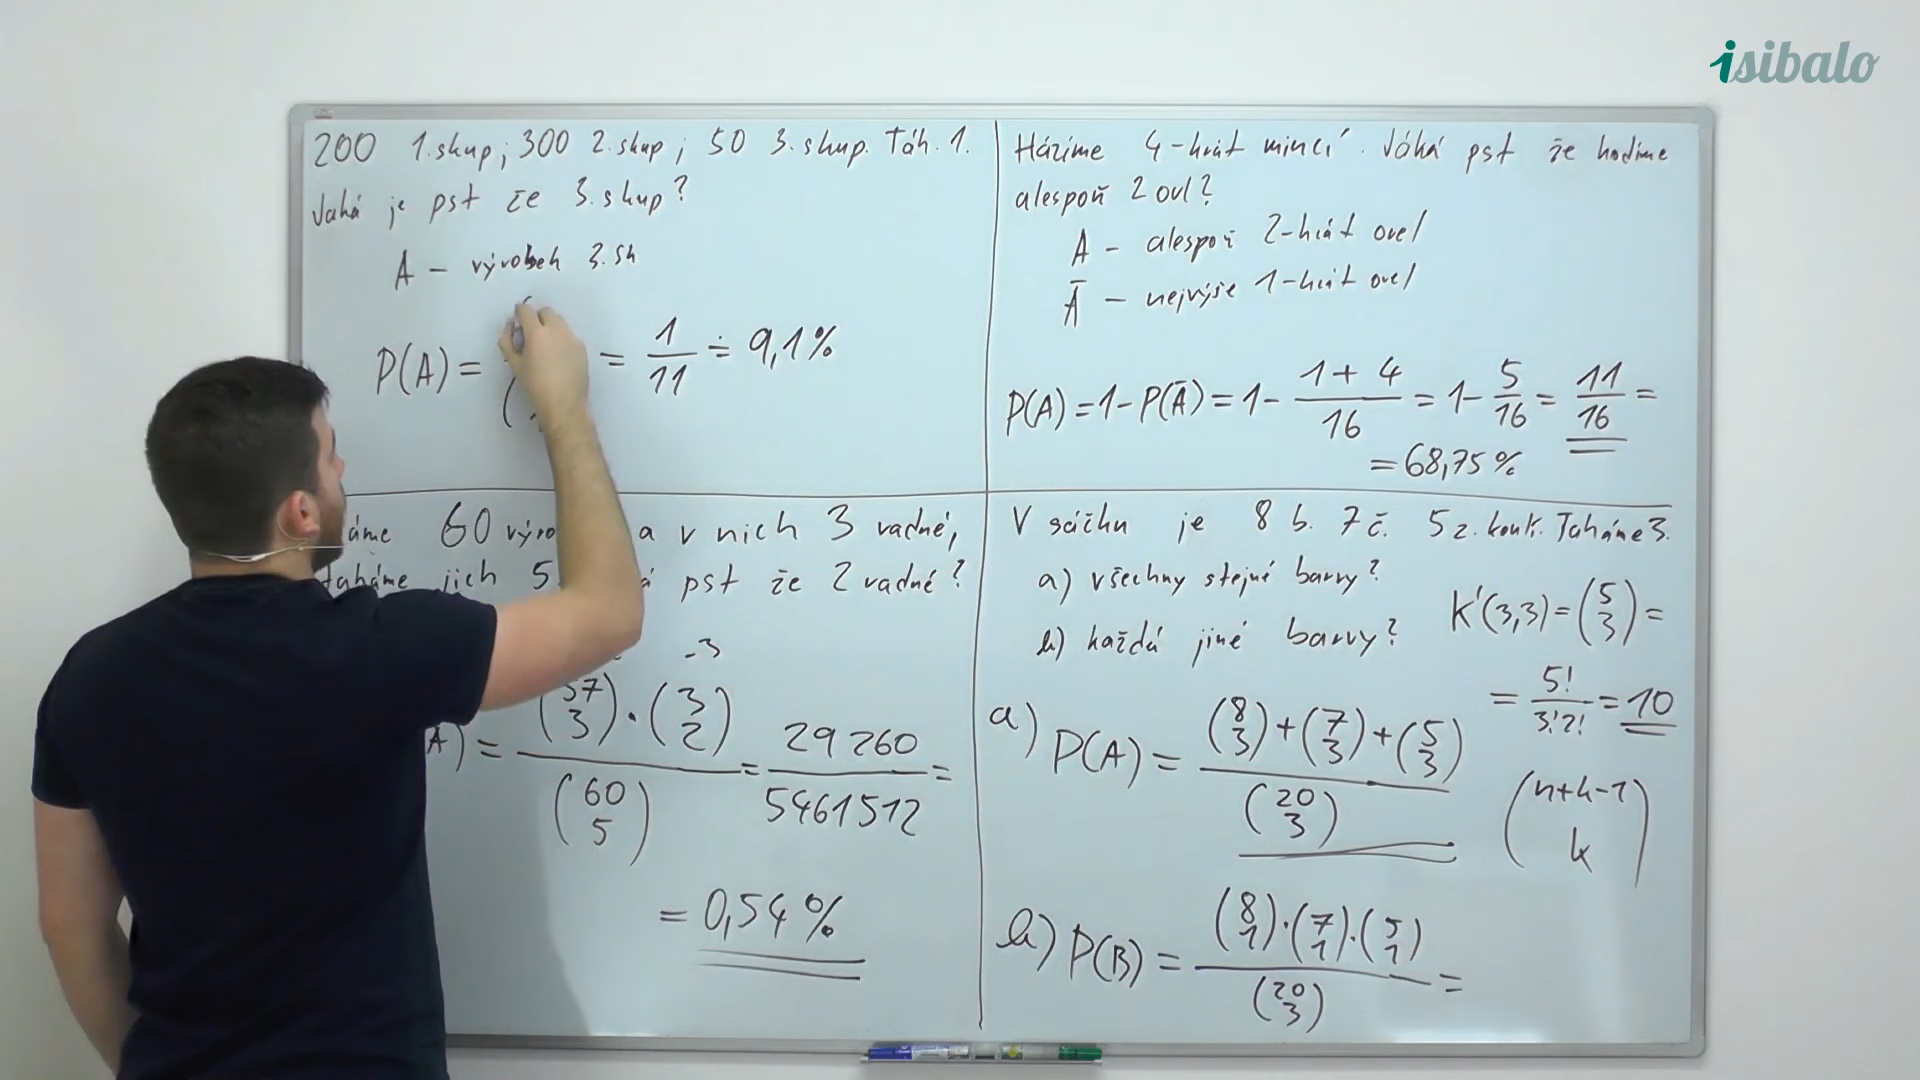 isibalo
200 1.skup; 300 2.skup; 50 3.skup. Táh. 1.
Jaká je pst že 3.skup?
A - výrobek 3.sk
P(A) = = 1/11 ≐ 9,1%
Házíme 4-krát mincí. Jaká pst že hodíme
alespoň 2 orl?
A - alespoň 2-krát orel
Ā - nejvýše 1-krát orel
P(A) = 1 - P(Ā) = 1 - (1+4)/16 = 1 - 5/16 = 11/16 =
= 68,75%
áme 60 výro a v nich 3 vadné,
taháme jich 5. á pst že 2 vadné?
-3
A) = (57 3)·(3 2) / (60 5) = 29 260 / 5461512 =
= 0,54%
V sáčku je 8 b. 7 č. 5 z. koulí. Taháme 3.
a) všechny stejné barvy?
b) každá jiné barvy?
K'(3,3) = (5 3) =
= 5!/3!2! = 10
(n+k-1 k)
a) P(A) = (8 3)+(7 3)+(5 3) / (20 3)
b) P(B) = (8 1)·(7 1)·(5 1) / (20 3) =